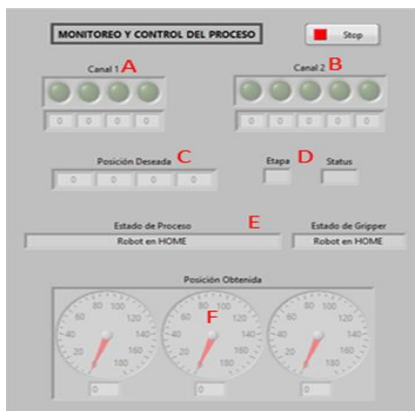 MONITOREO Y CONTROL DEL PROCESO
Stop
Canal 1 A
Canal 2 B
0 0 0 0
0 0 0 0 0
Posición Deseada C
Etapa D Status
0 0 0 0
Estado de Proceso E
Estado de Gripper
Robot en HOME
Robot en HOME
Posición Obtenida
F
20 40 60 80 100 120 140 160 180
20 40 60 80 100 120 140 160 180
20 40 60 80 100 120 140 160 180
0 0 0